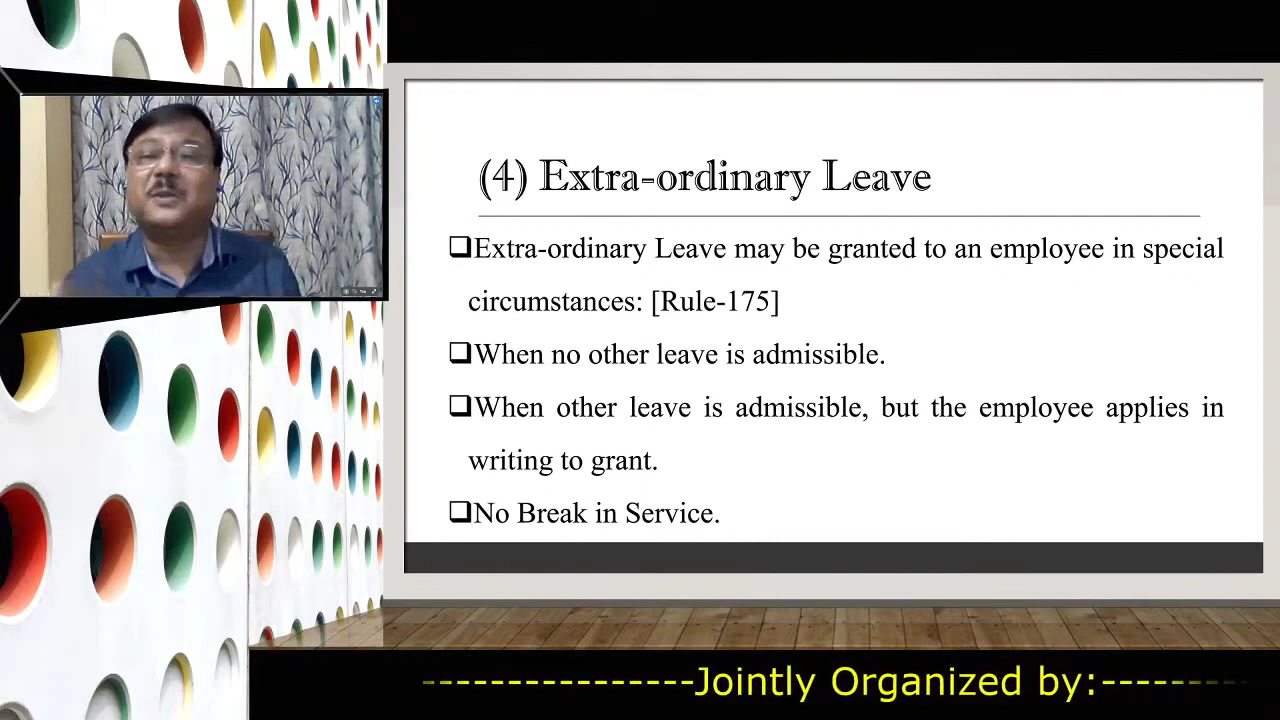 (4) Extra-ordinary Leave
❑Extra-ordinary Leave may be granted to an employee in special
circumstances: [Rule-175]
❑When no other leave is admissible.
❑When other leave is admissible, but the employee applies in
writing to grant.
❑No Break in Service.
----------------Jointly Organized by:--------